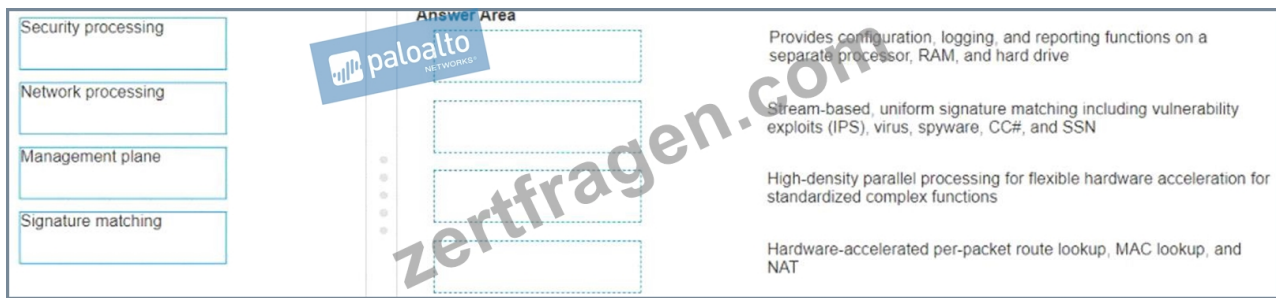 Security processing
Network processing
Management plane
Signature matching
Answer Area
paloalto
NETWORKS
Provides configuration, logging, and reporting functions on a
separate processor, RAM, and hard drive
Stream-based, uniform signature matching including vulnerability
exploits (IPS), virus, spyware, CC#, and SSN
High-density parallel processing for flexible hardware acceleration for
standardized complex functions
Hardware-accelerated per-packet route lookup, MAC lookup, and
NAT
zertfragen.com